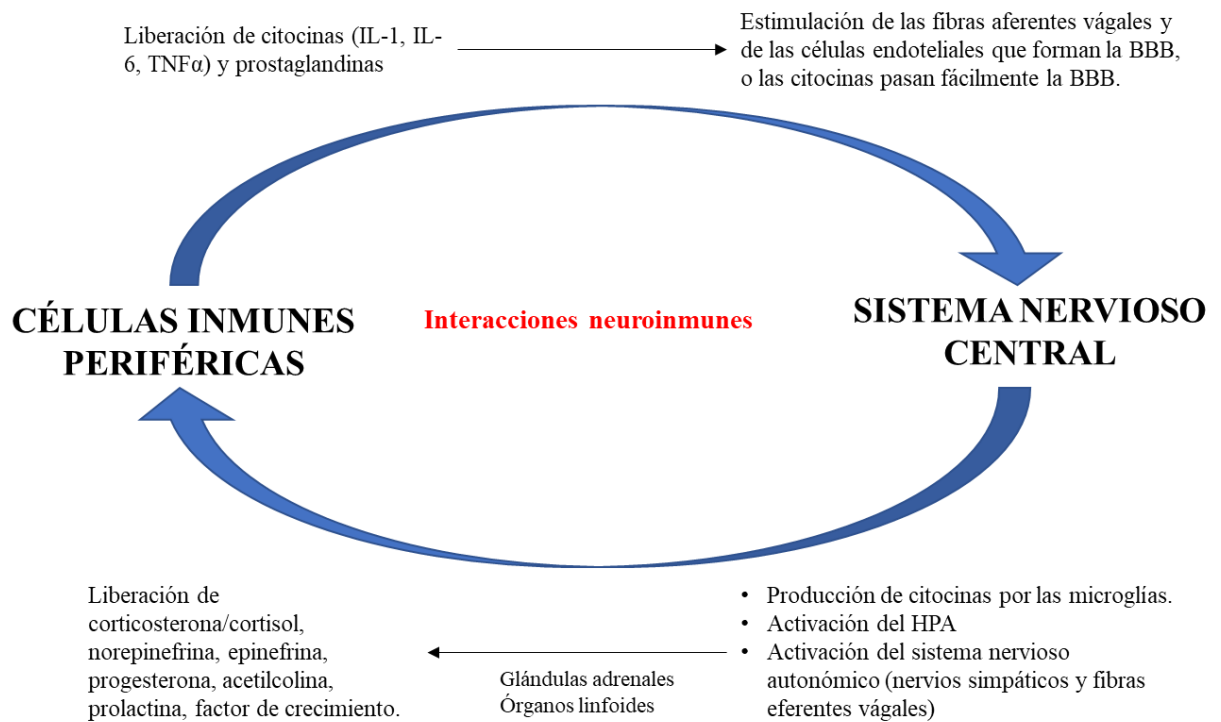 Liberación de citocinas (IL-1, IL-
6, TNFα) y prostaglandinas
Estimulación de las fibras aferentes vágales y
de las células endoteliales que forman la BBB,
o las citocinas pasan fácilmente la BBB.
CÉLULAS INMUNES
PERIFÉRICAS
Interacciones neuroinmunes
SISTEMA NERVIOSO
CENTRAL
Liberación de
corticosterona/cortisol,
norepinefrina, epinefrina,
progesterona, acetilcolina,
prolactina, factor de crecimiento.
Glándulas adrenales
Órganos linfoides
• Producción de citocinas por las microglías.
• Activación del HPA
• Activación del sistema nervioso
autonómico (nervios simpáticos y fibras
eferentes vágales)